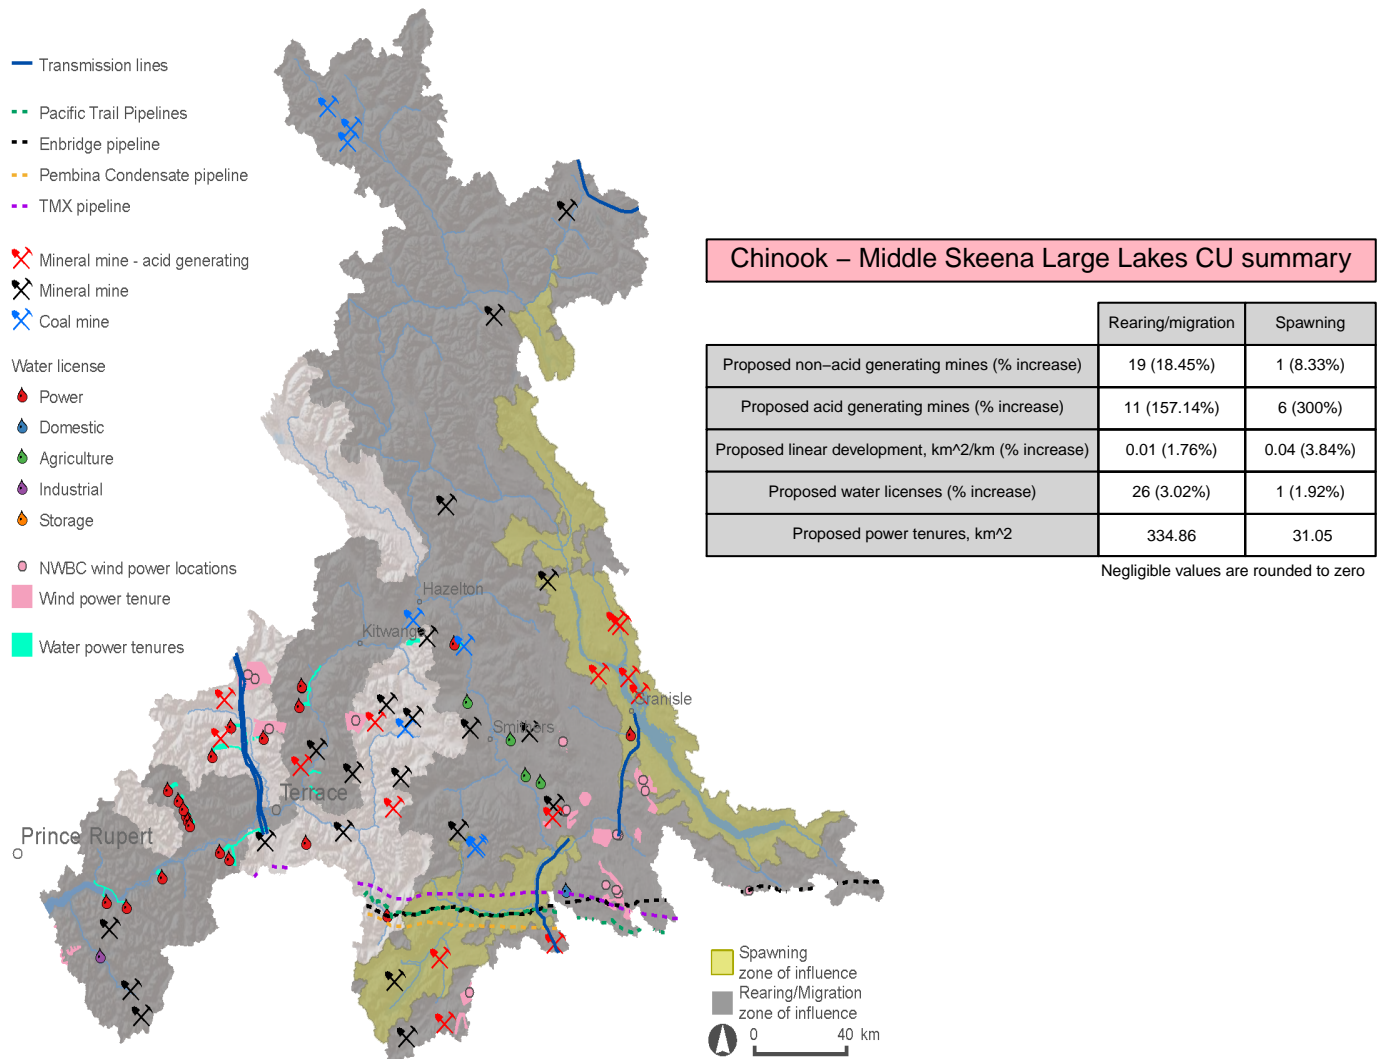 Transmission lines
Pacific Trail Pipelines
Enbridge pipeline
Pembina Condensate pipeline
TMX pipeline
Mineral mine - acid generating
Mineral mine
Coal mine
Water license
Power
Domestic
Agriculture
Industrial
Storage
NWBC wind power locations
Wind power tenure
Water power tenures
Hazelton
Kitwanga
Granisle
Smithers
Terrace
Prince Rupert
Chinook – Middle Skeena Large Lakes CU summary
Rearing/migration Spawning
Proposed non–acid generating mines (% increase) 19 (18.45%) 1 (8.33%)
Proposed acid generating mines (% increase) 11 (157.14%) 6 (300%)
Proposed linear development, km^2/km (% increase) 0.01 (1.76%) 0.04 (3.84%)
Proposed water licenses (% increase) 26 (3.02%) 1 (1.92%)
Proposed power tenures, km^2 334.86 31.05
Negligible values are rounded to zero
Spawning
zone of influence
Rearing/Migration
zone of influence
0 40 km